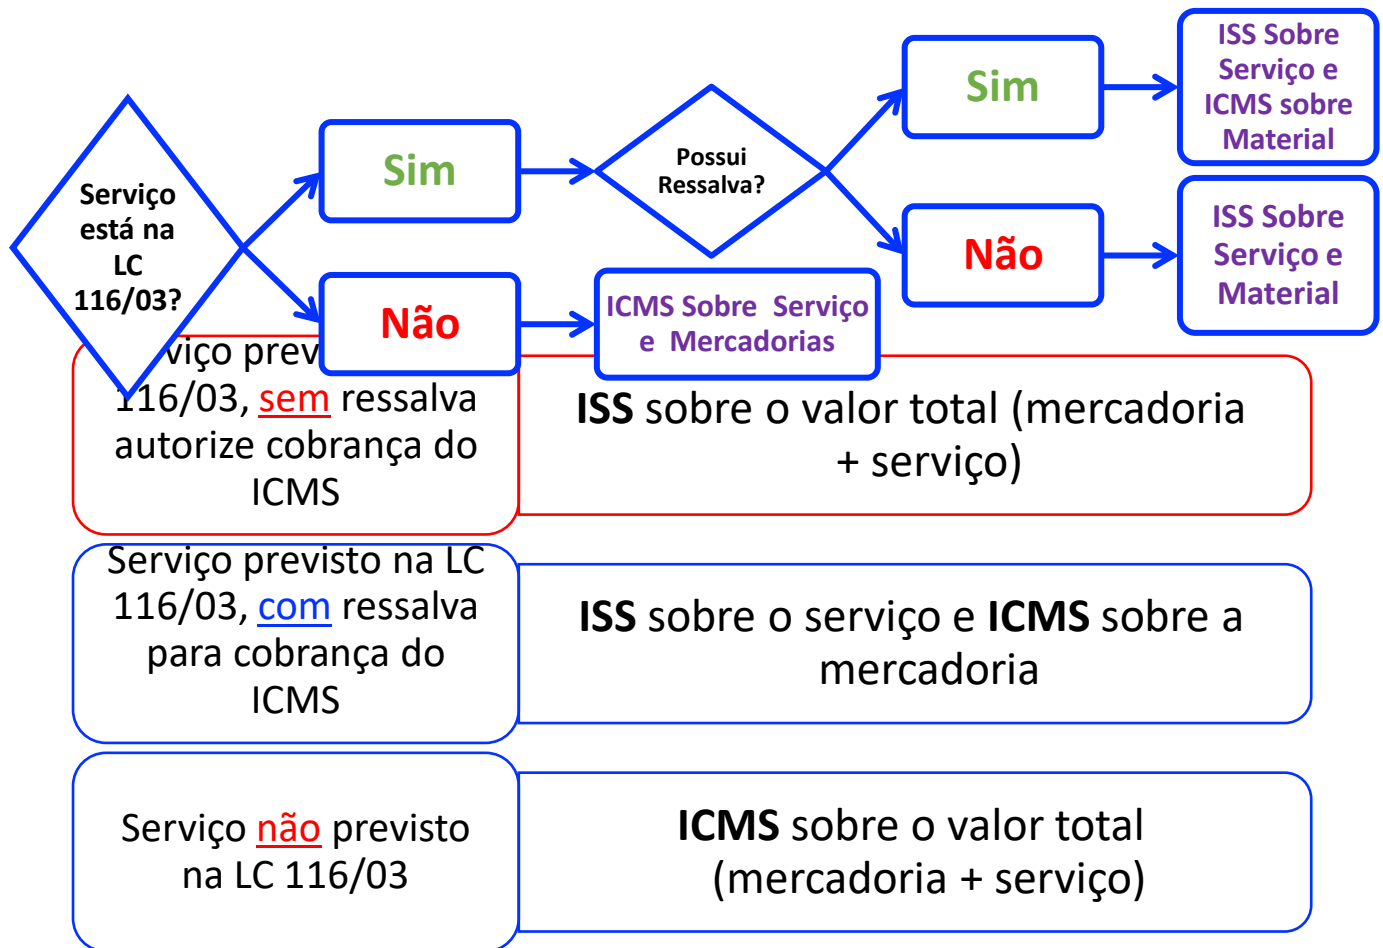 Serviço
está na
LC
116/03?
Sim
Não
Possui
Ressalva?
ICMS Sobre Serviço
e Mercadorias
Sim
Não
ISS Sobre
Serviço e
ICMS sobre
Material
ISS Sobre
Serviço e
Material
viço prev
116/03, sem ressalva
autorize cobrança do
ICMS
ISS sobre o valor total (mercadoria
+ serviço)
Serviço previsto na LC
116/03, com ressalva
para cobrança do
ICMS
ISS sobre o serviço e ICMS sobre a
mercadoria
Serviço não previsto
na LC 116/03
ICMS sobre o valor total
(mercadoria + serviço)